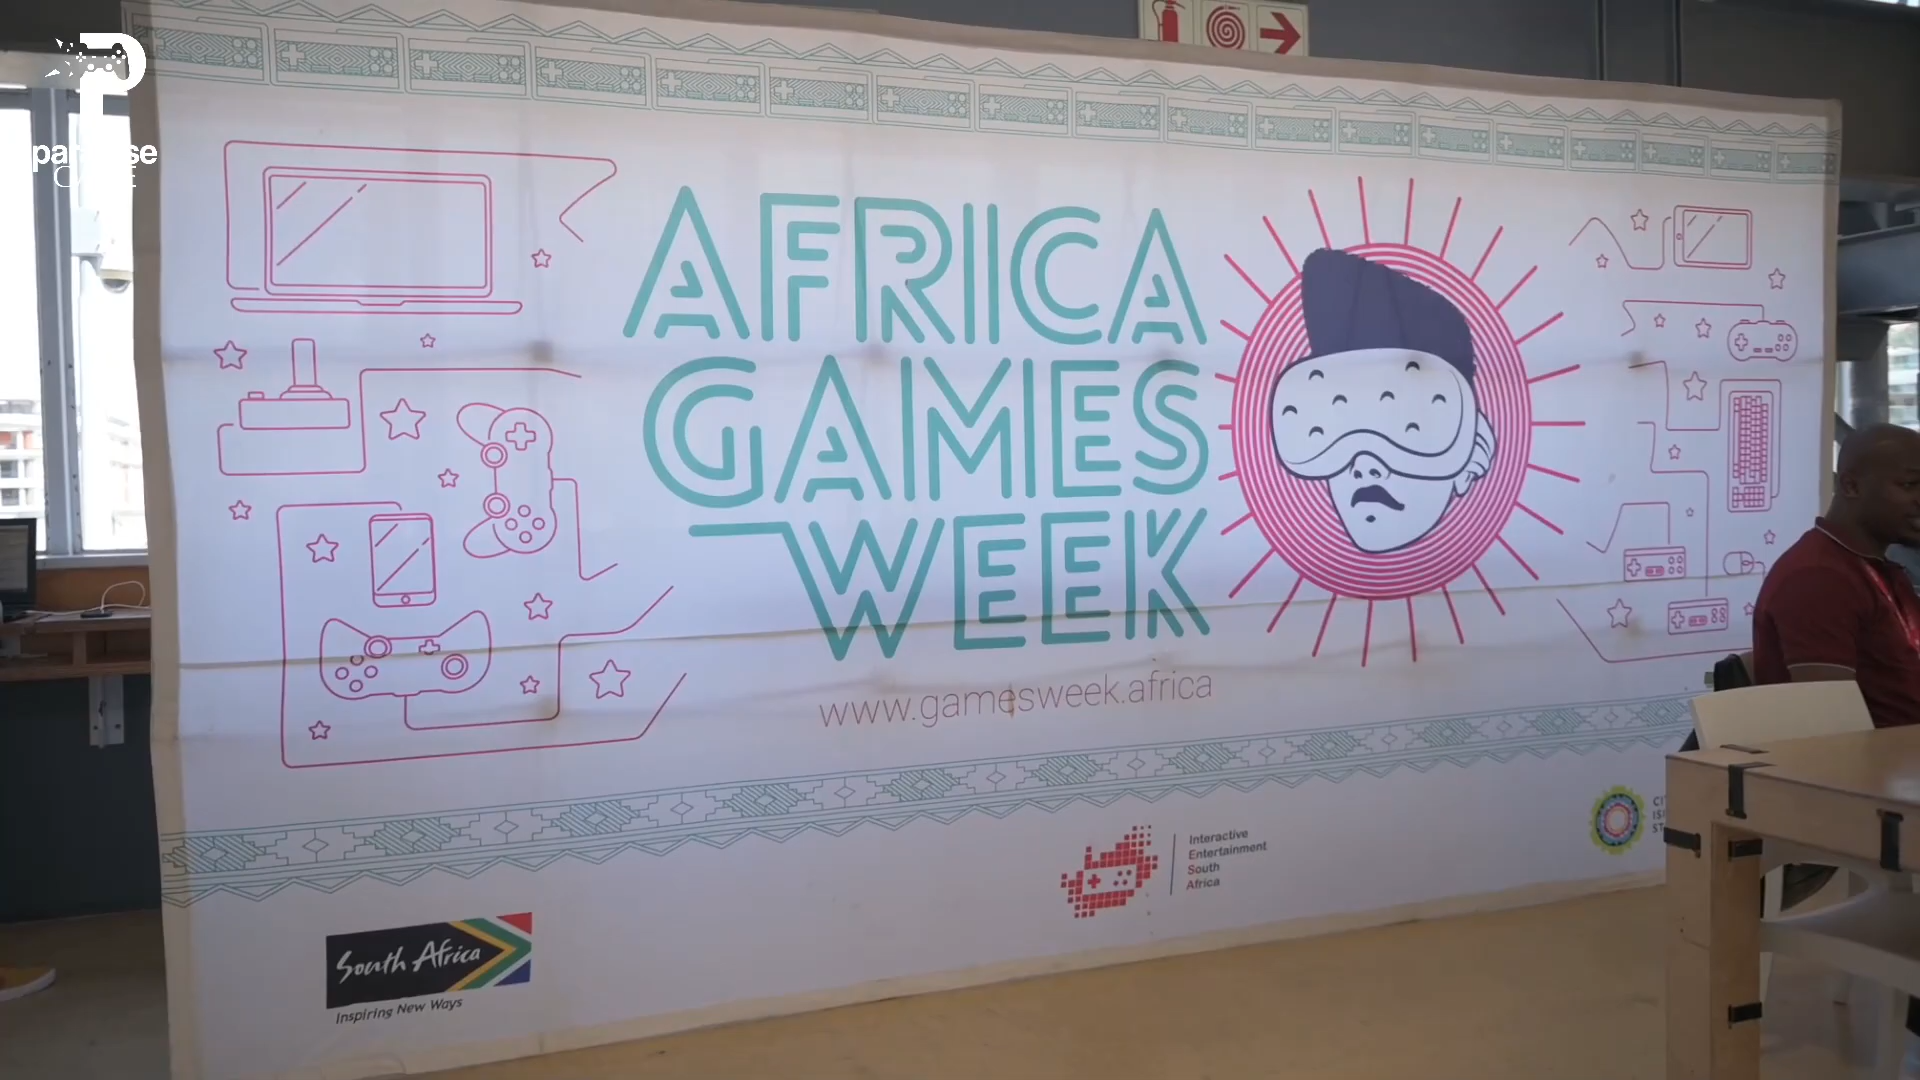 AFRICA
GAMES
WEEK
www.gamesweek.africa
Interactive
Entertainment
South
Africa
South Africa
Inspiring New Ways